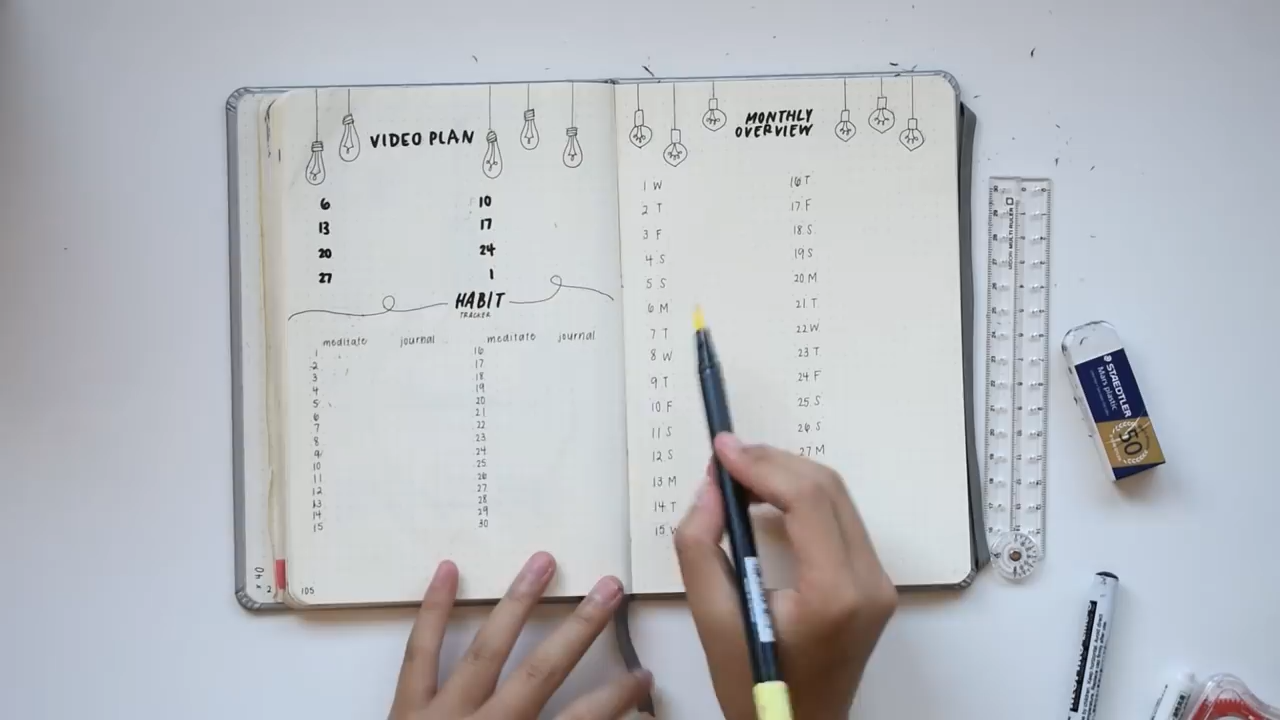 VIDEO PLAN
6 10
13 17
20 24
27 1
HABIT
TRACKER
meditate journal meditate journal
1 16
2 17
3 18
4 19
5 20
6 21
7 22
8 23
9 24
10 25
11 26
12 27
13 28
14 29
15 30
105
MONTHLY
OVERVIEW
1 W 16 T
2 T 17 F
3 F 18 S
4 S 19 S
5 S 20 M
6 M 21 T
7 T 22 W
8 W 23 T
9 T 24 F
10 F 25 S
11 S 26 S
12 S 27 M
13 M
14 T
15 W
STAEDTLER
Mars plastic
50